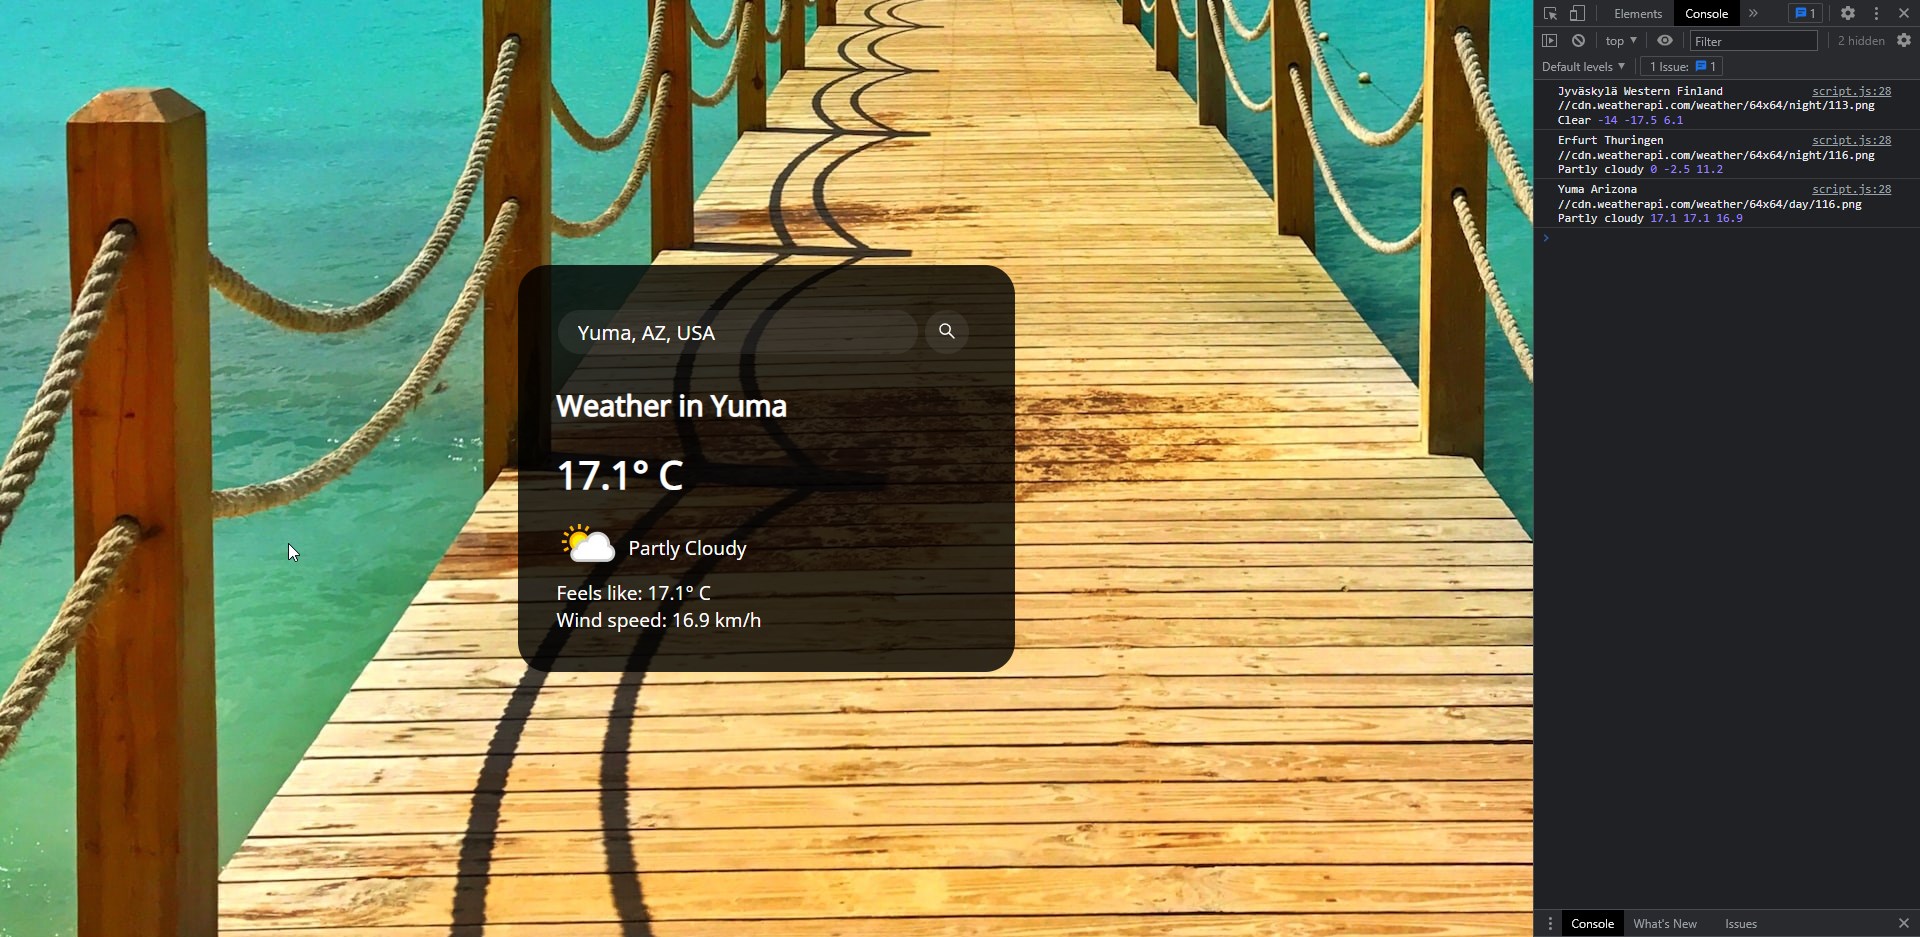 Yuma, AZ, USA
Weather in Yuma
17.1° C
Partly Cloudy
Feels like: 17.1° C
Wind speed: 16.9 km/h
Elements Console » 1
top ▼ Filter 2 hidden
Default levels ▼ 1 Issue: 1
Jyväskylä Western Finland script.js:28
//cdn.weatherapi.com/weather/64x64/night/113.png
Clear -14 -17.5 6.1
Erfurt Thuringen script.js:28
//cdn.weatherapi.com/weather/64x64/night/116.png
Partly cloudy 0 -2.5 11.2
Yuma Arizona script.js:28
//cdn.weatherapi.com/weather/64x64/day/116.png
Partly cloudy 17.1 17.1 16.9
Console What's New Issues